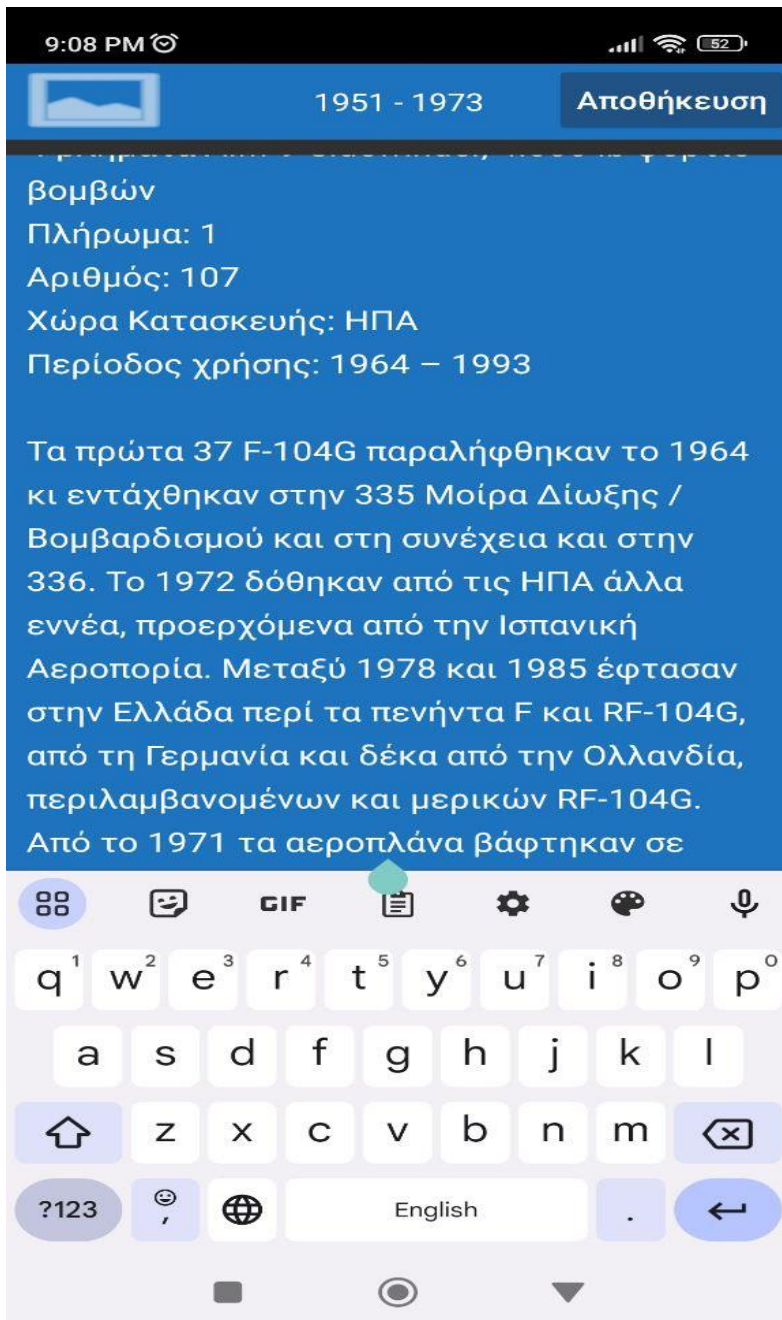 9:08 PM
52
1951 - 1973
Αποθήκευση
βομβών
Πλήρωμα: 1
Αριθμός: 107
Χώρα Κατασκευής: ΗΠΑ
Περίοδος χρήσης: 1964 – 1993
Τα πρώτα 37 F-104G παραλήφθηκαν το 1964
κι εντάχθηκαν στην 335 Μοίρα Δίωξης /
Βομβαρδισμού και στη συνέχεια και στην
336. Το 1972 δόθηκαν από τις ΗΠΑ άλλα
εννέα, προερχόμενα από την Ισπανική
Αεροπορία. Μεταξύ 1978 και 1985 έφτασαν
στην Ελλάδα περί τα πενήντα F και RF-104G,
από τη Γερμανία και δέκα από την Ολλανδία,
περιλαμβανομένων και μερικών RF-104G.
Από το 1971 τα αεροπλάνα βάφτηκαν σε
GIF
q 1 w 2 e 3 r 4 t 5 y 6 u 7 i 8 o 9 p 0
a s d f g h j k l
z x c v b n m
?123 , English .